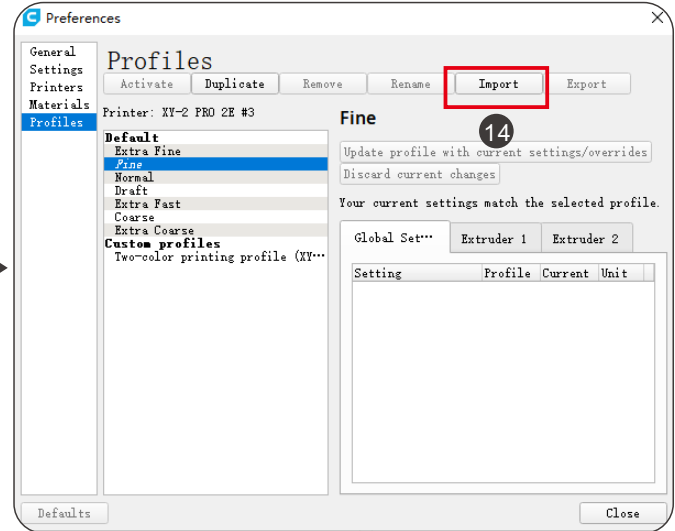 Preferences
General
Settings
Printers
Materials
Profiles
Profiles
Activate Duplicate Remove Rename Import Export
Printer: XY-2 PRO 2E #3
Default
Extra Fine
Fine
Normal
Draft
Extra Fast
Coarse
Extra Coarse
Custom profiles
Two-color printing profile (XY···
Fine
14
Update profile with current settings/overrides
Discard current changes
Your current settings match the selected profile.
Global Set··· Extruder 1 Extruder 2
Setting Profile Current Unit
Defaults
Close